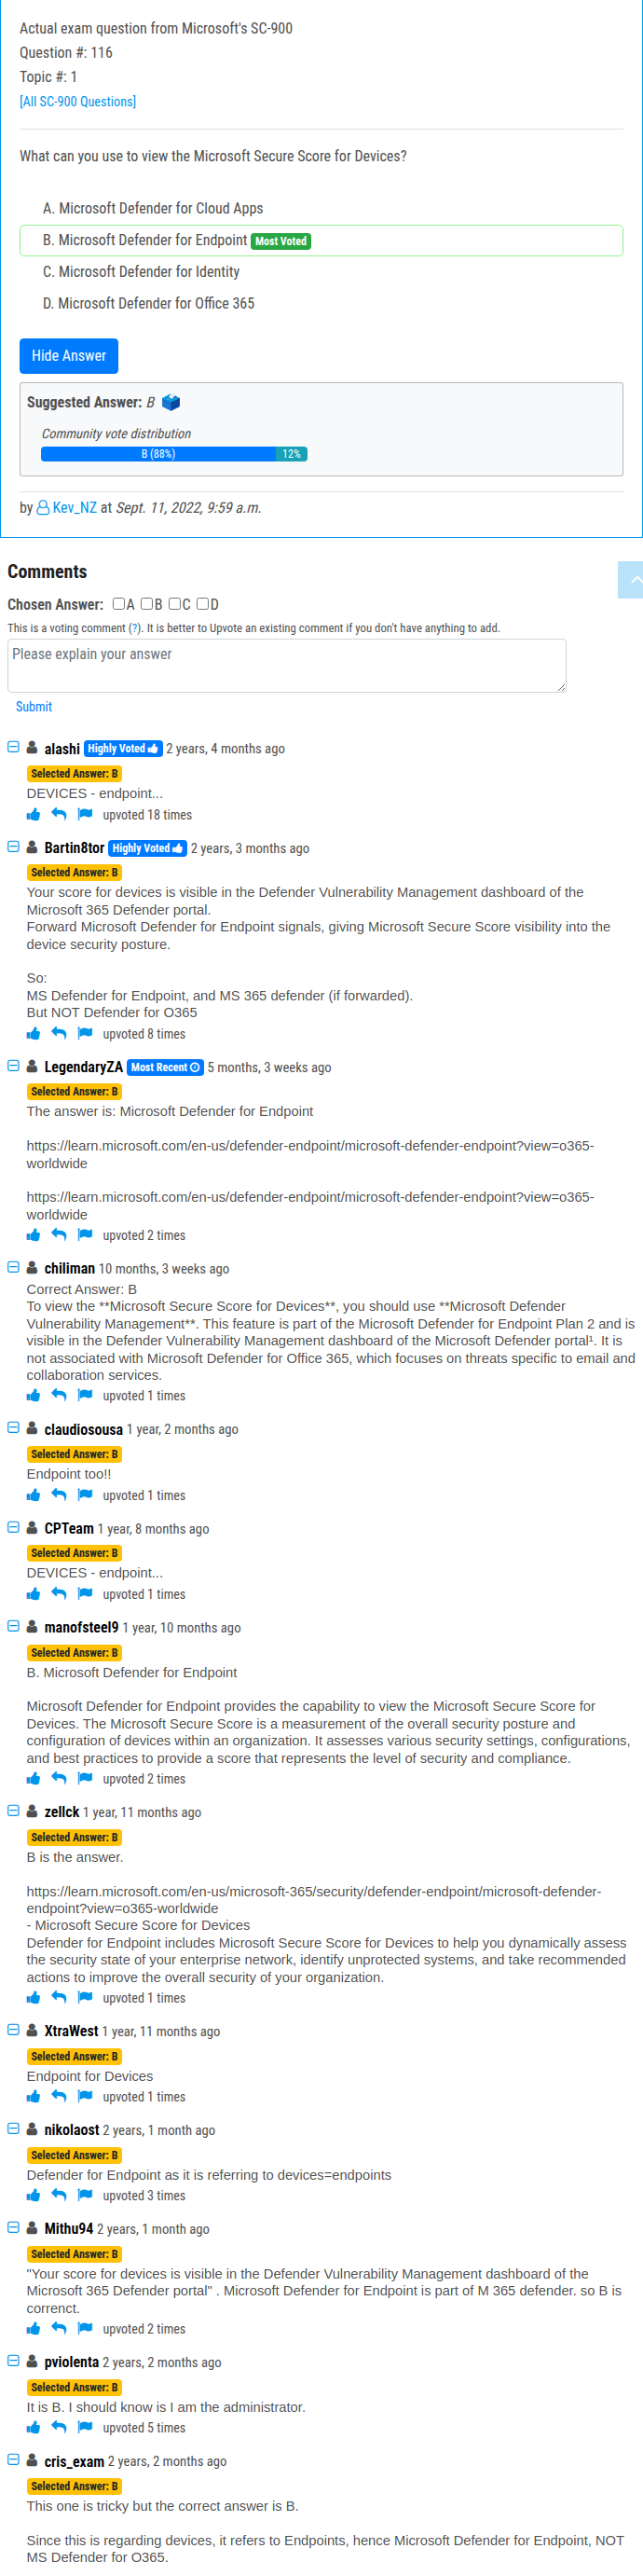 Actual exam question from Microsoft's SC-900
Question #: 116
Topic #: 1
[All SC-900 Questions]
What can you use to view the Microsoft Secure Score for Devices?
A. Microsoft Defender for Cloud Apps
B. Microsoft Defender for Endpoint Most Voted
C. Microsoft Defender for Identity
D. Microsoft Defender for Office 365
Hide Answer
Suggested Answer: B
Community vote distribution
B (88%) 12%
by Kev_NZ at Sept. 11, 2022, 9:59 a.m.
Comments
Chosen Answer: A B C D
This is a voting comment (?). It is better to Upvote an existing comment if you don't have anything to add.
Please explain your answer
Submit
alashi Highly Voted 2 years, 4 months ago
Selected Answer: B
DEVICES - endpoint...
upvoted 18 times
Bartin8tor Highly Voted 2 years, 3 months ago
Selected Answer: B
Your score for devices is visible in the Defender Vulnerability Management dashboard of the
Microsoft 365 Defender portal.
Forward Microsoft Defender for Endpoint signals, giving Microsoft Secure Score visibility into the
device security posture.
So:
MS Defender for Endpoint, and MS 365 defender (if forwarded).
But NOT Defender for O365
upvoted 8 times
LegendaryZA Most Recent 5 months, 3 weeks ago
Selected Answer: B
The answer is: Microsoft Defender for Endpoint
https://learn.microsoft.com/en-us/defender-endpoint/microsoft-defender-endpoint?view=o365-
worldwide
https://learn.microsoft.com/en-us/defender-endpoint/microsoft-defender-endpoint?view=o365-
worldwide
upvoted 2 times
chiliman 10 months, 3 weeks ago
Correct Answer: B
To view the **Microsoft Secure Score for Devices**, you should use **Microsoft Defender
Vulnerability Management**. This feature is part of the Microsoft Defender for Endpoint Plan 2 and is
visible in the Defender Vulnerability Management dashboard of the Microsoft Defender portal¹. It is
not associated with Microsoft Defender for Office 365, which focuses on threats specific to email and
collaboration services.
upvoted 1 times
claudiosousa 1 year, 2 months ago
Selected Answer: B
Endpoint too!!
upvoted 1 times
CPTeam 1 year, 8 months ago
Selected Answer: B
DEVICES - endpoint...
upvoted 1 times
manofsteel9 1 year, 10 months ago
Selected Answer: B
B. Microsoft Defender for Endpoint
Microsoft Defender for Endpoint provides the capability to view the Microsoft Secure Score for
Devices. The Microsoft Secure Score is a measurement of the overall security posture and
configuration of devices within an organization. It assesses various security settings, configurations,
and best practices to provide a score that represents the level of security and compliance.
upvoted 2 times
zellck 1 year, 11 months ago
Selected Answer: B
B is the answer.
https://learn.microsoft.com/en-us/microsoft-365/security/defender-endpoint/microsoft-defender-
endpoint?view=o365-worldwide
- Microsoft Secure Score for Devices
Defender for Endpoint includes Microsoft Secure Score for Devices to help you dynamically assess
the security state of your enterprise network, identify unprotected systems, and take recommended
actions to improve the overall security of your organization.
upvoted 1 times
XtraWest 1 year, 11 months ago
Selected Answer: B
Endpoint for Devices
upvoted 1 times
nikolaost 2 years, 1 month ago
Selected Answer: B
Defender for Endpoint as it is referring to devices=endpoints
upvoted 3 times
Mithu94 2 years, 1 month ago
Selected Answer: B
"Your score for devices is visible in the Defender Vulnerability Management dashboard of the
Microsoft 365 Defender portal" . Microsoft Defender for Endpoint is part of M 365 defender. so B is
correnct.
upvoted 2 times
pviolenta 2 years, 2 months ago
Selected Answer: B
It is B. I should know is I am the administrator.
upvoted 5 times
cris_exam 2 years, 2 months ago
Selected Answer: B
This one is tricky but the correct answer is B.
Since this is regarding devices, it refers to Endpoints, hence Microsoft Defender for Endpoint, NOT
MS Defender for O365.